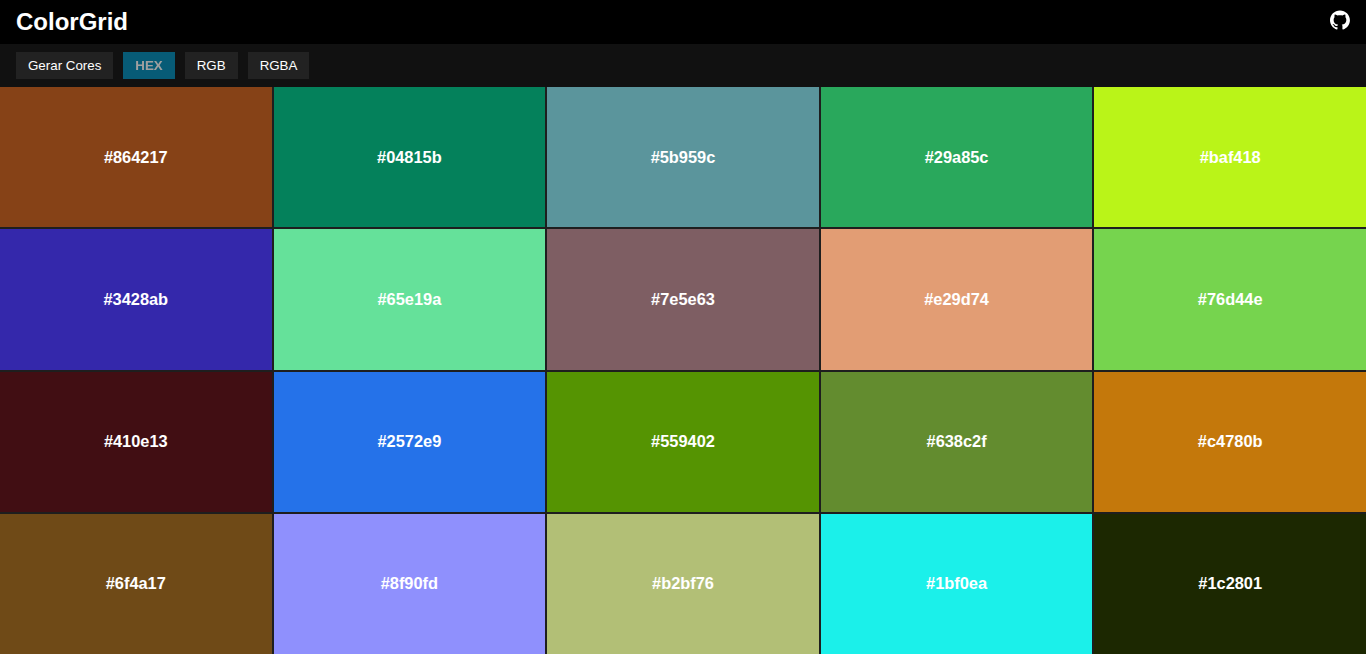 ColorGrid
Gerar Cores HEX RGB RGBA
#864217 #04815b #5b959c #29a85c #baf418
#3428ab #65e19a #7e5e63 #e29d74 #76d44e
#410e13 #2572e9 #559402 #638c2f #c4780b
#6f4a17 #8f90fd #b2bf76 #1bf0ea #1c2801